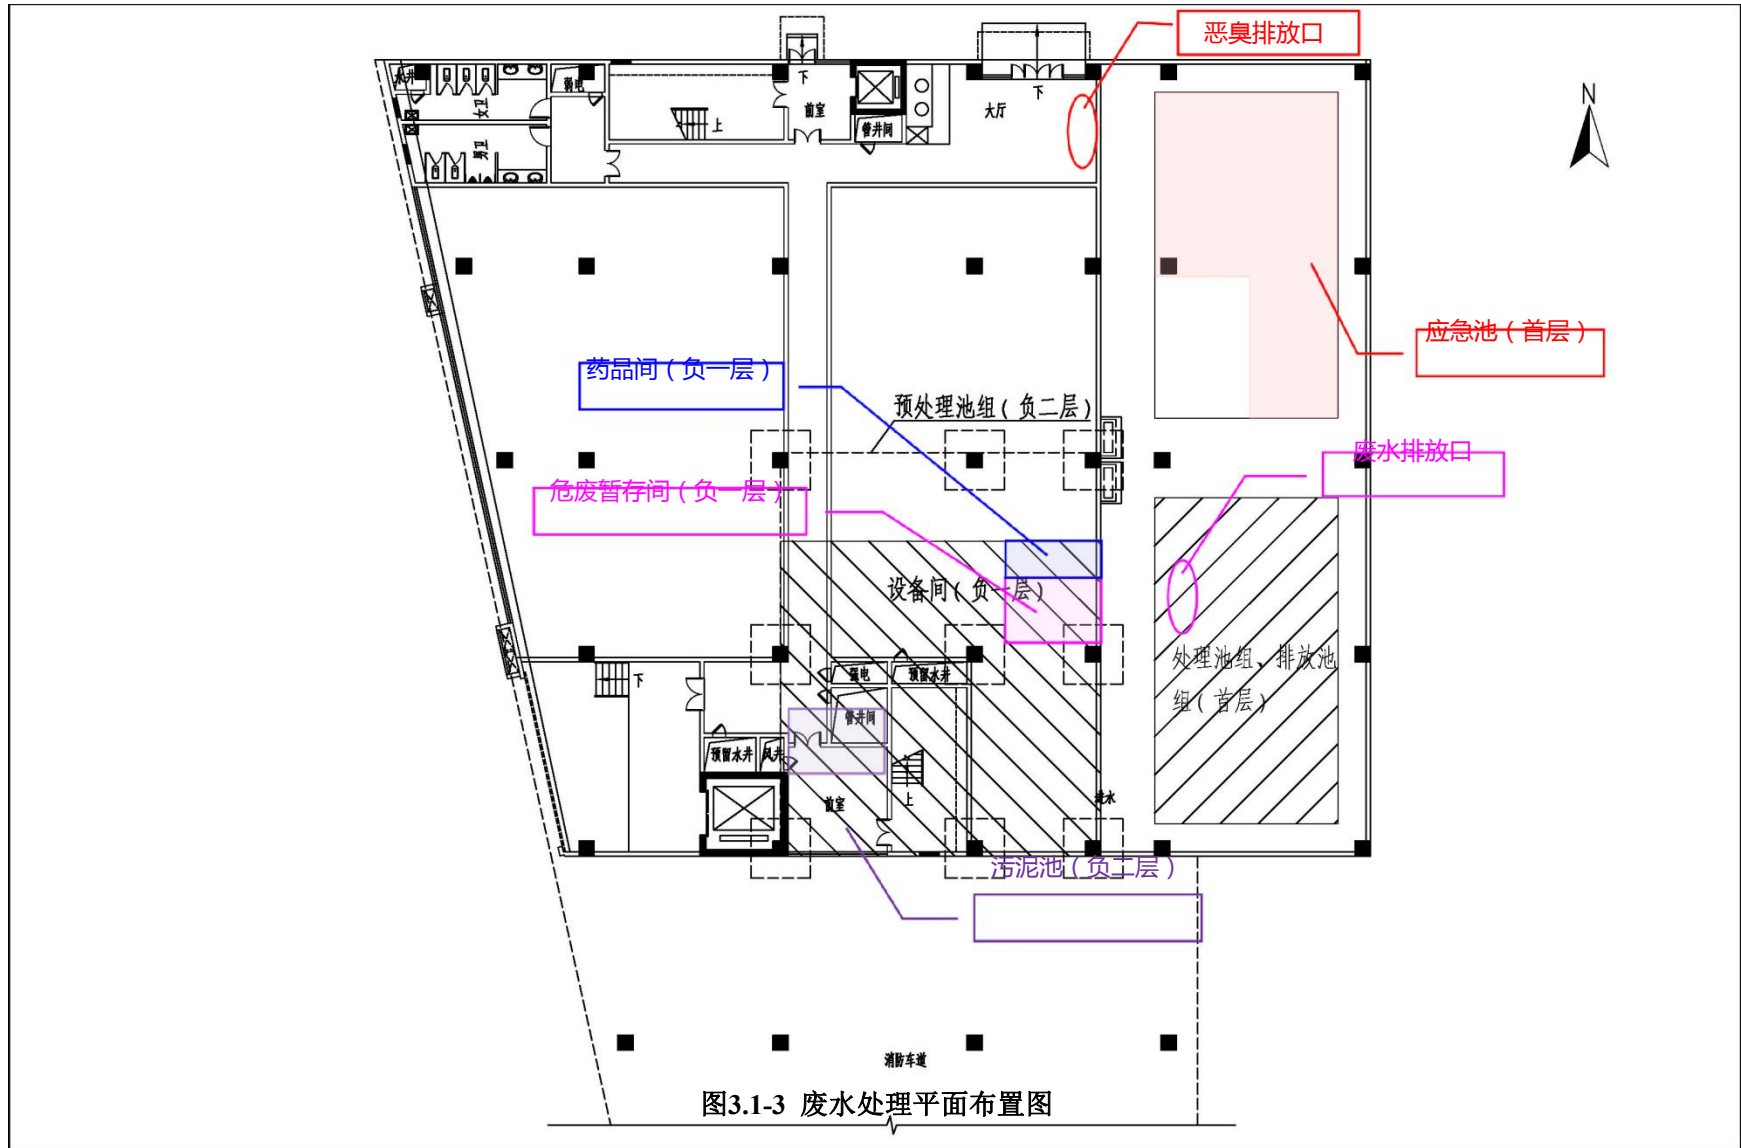 恶臭排放口
下
水井
弱电
女卫
上
前室
大厅
下
管井间
男卫
N
应急池（首层）
药品间（负一层）
预处理池组（负二层）
废水排放口
危废暂存间（负一层）
设备间（负一层）
处理池组、排放池
组（首层）
下
强电
预留水井
管井间
预留水井
风井
前室
上
进水
污泥池（负二层）
消防车道
图3.1-3 废水处理平面布置图